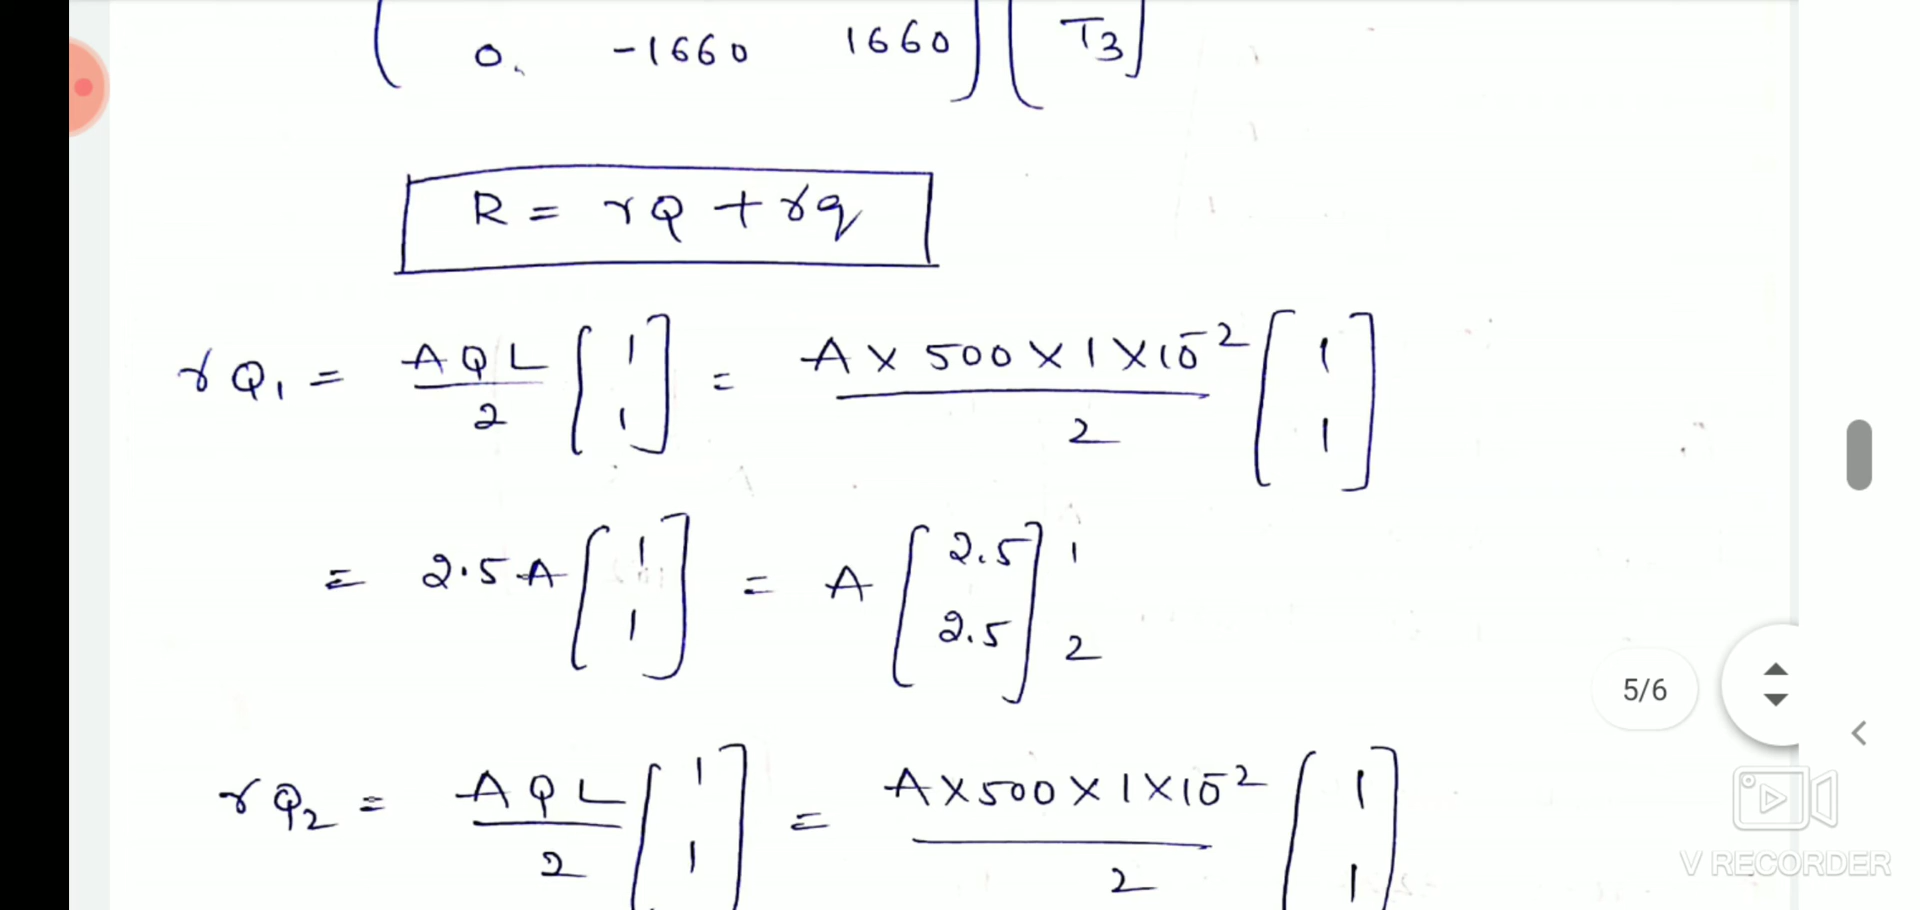 0 -1660 1660 T3
R = rQ + rq
rQ1 = AQL/2 [1 1] = A × 500 × 1 × 10^-2 / 2 [1 1]
= 2.5A [1 1] = A [2.5 2.5] 1 2
5/6
rQ2 = AQL/2 [1 1] = A × 500 × 1 × 10^-2 / 2 [1 1]
V RECORDER